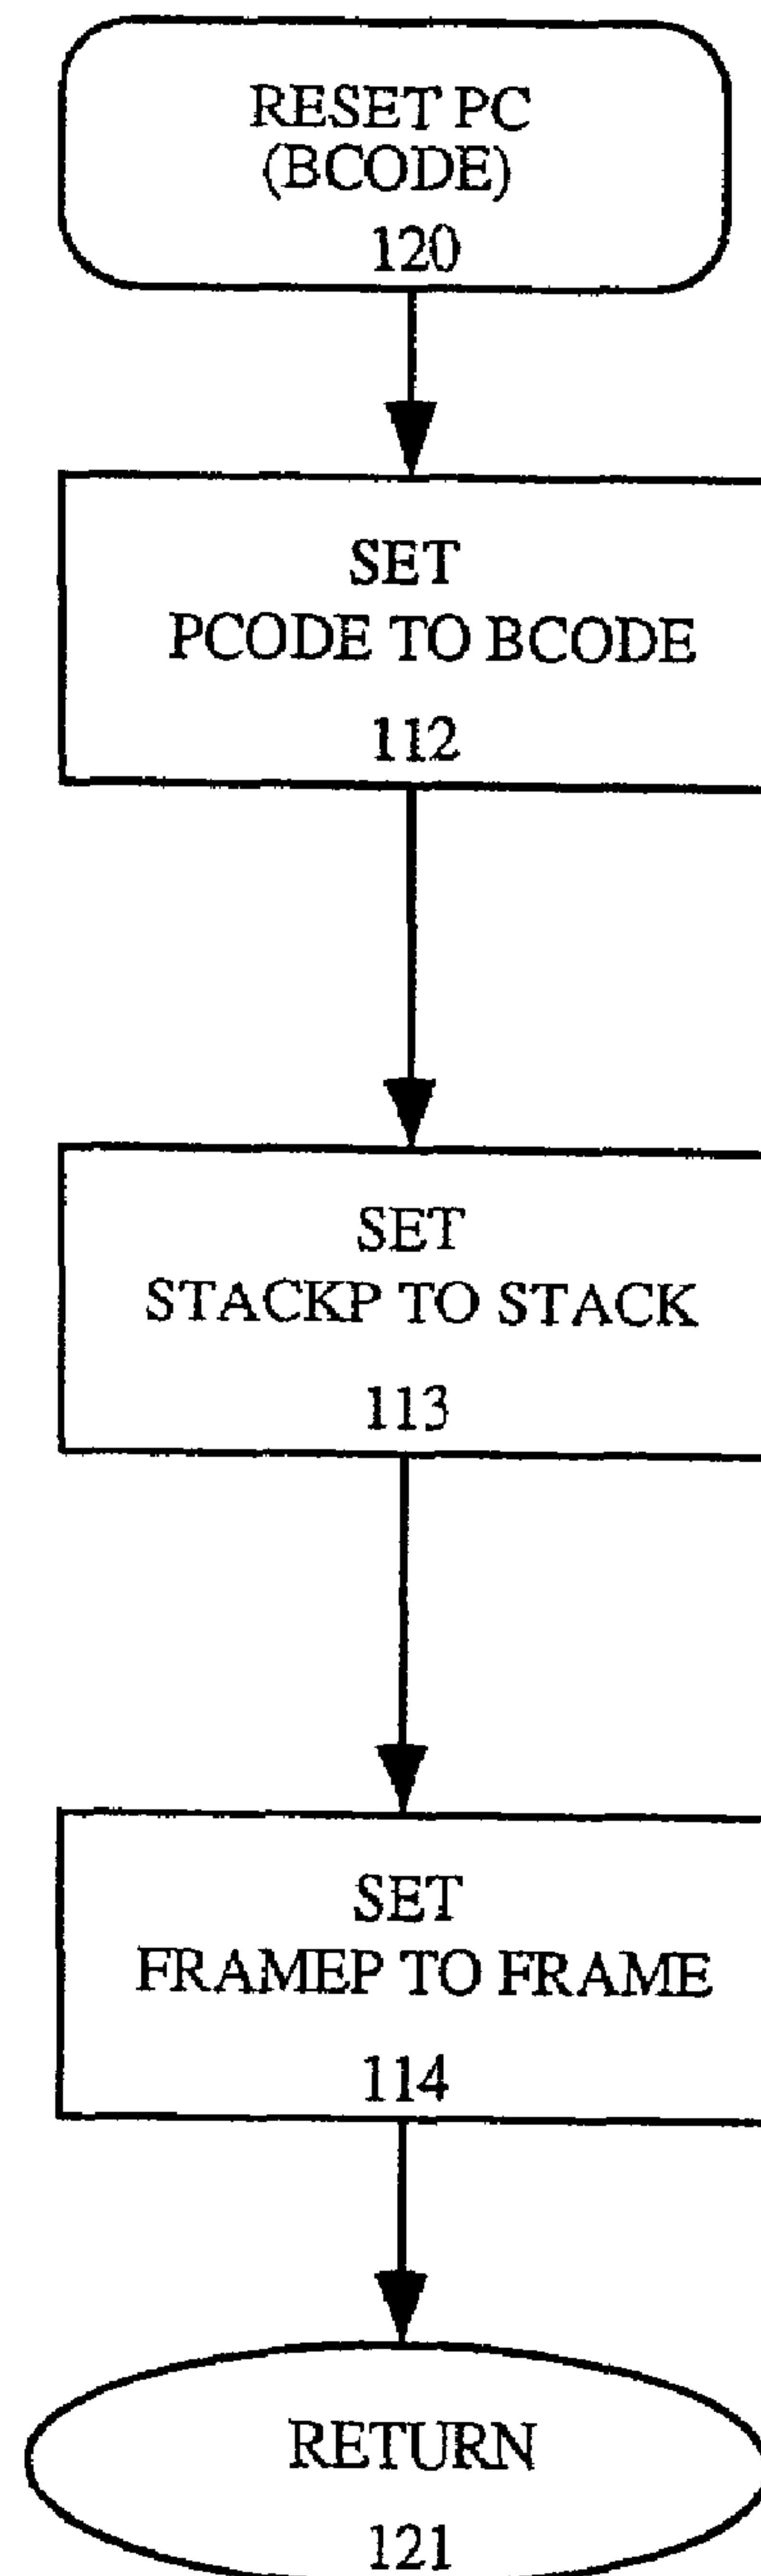 RESET PC
(BCODE)
120
SET
PCODE TO BCODE
112
SET
STACKP TO STACK
113
SET
FRAMEP TO FRAME
114
RETURN
121